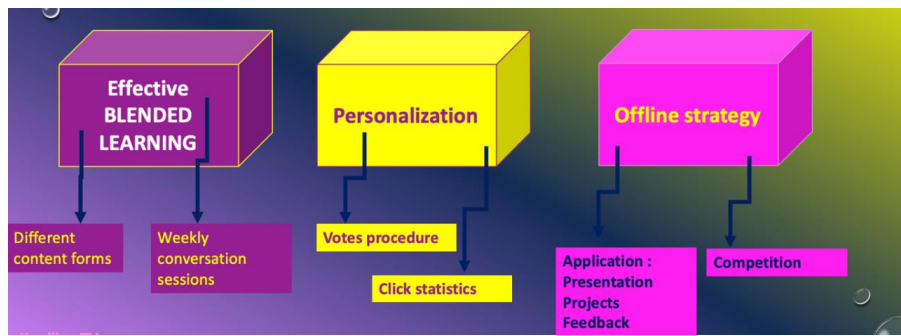 Effective
BLENDED
LEARNING
Different
content forms
Weekly
conversation
sessions
Personalization
Votes procedure
Click statistics
Offline strategy
Application :
Presentation
Projects
Feedback
Competition